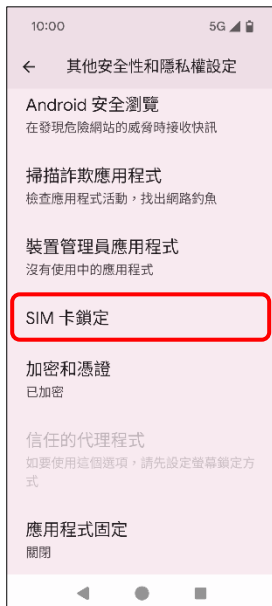 10:00 5G
其他安全性和隱私權設定
Android 安全瀏覽
在發現危險網站的威脅時接收快訊
掃描詐欺應用程式
檢查應用程式活動，找出網路釣魚
裝置管理員應用程式
沒有使用中的應用程式
SIM 卡鎖定
加密和憑證
已加密
信任的代理程式
如要使用這個選項，請先設定螢幕鎖定方
式
應用程式固定
關閉